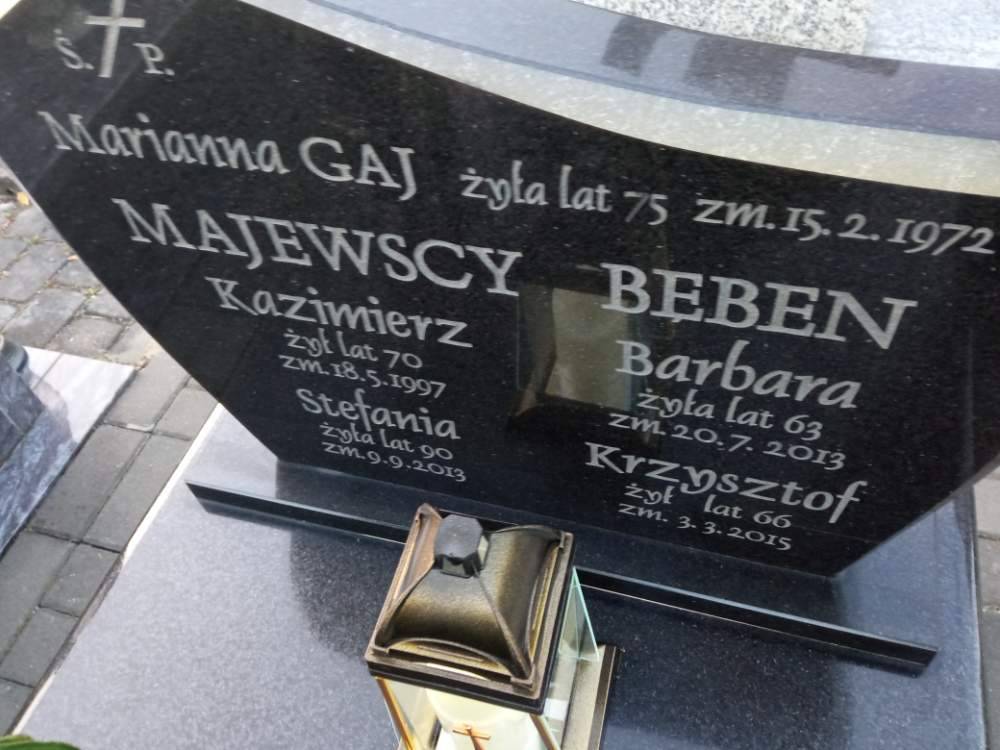 Ś. P.
Marianna GAJ żyła lat 75 zm. 15. 2. 1972
MAJEWSCY
Kazimierz
żył lat 70
zm. 18. 5. 1997
Stefania
żyła lat 90
zm. 9. 9. 2013
BĘBEN
Barbara
żyła lat 63
zm. 20. 7. 2013
Krzysztof
żył lat 66
zm. 3. 3. 2015